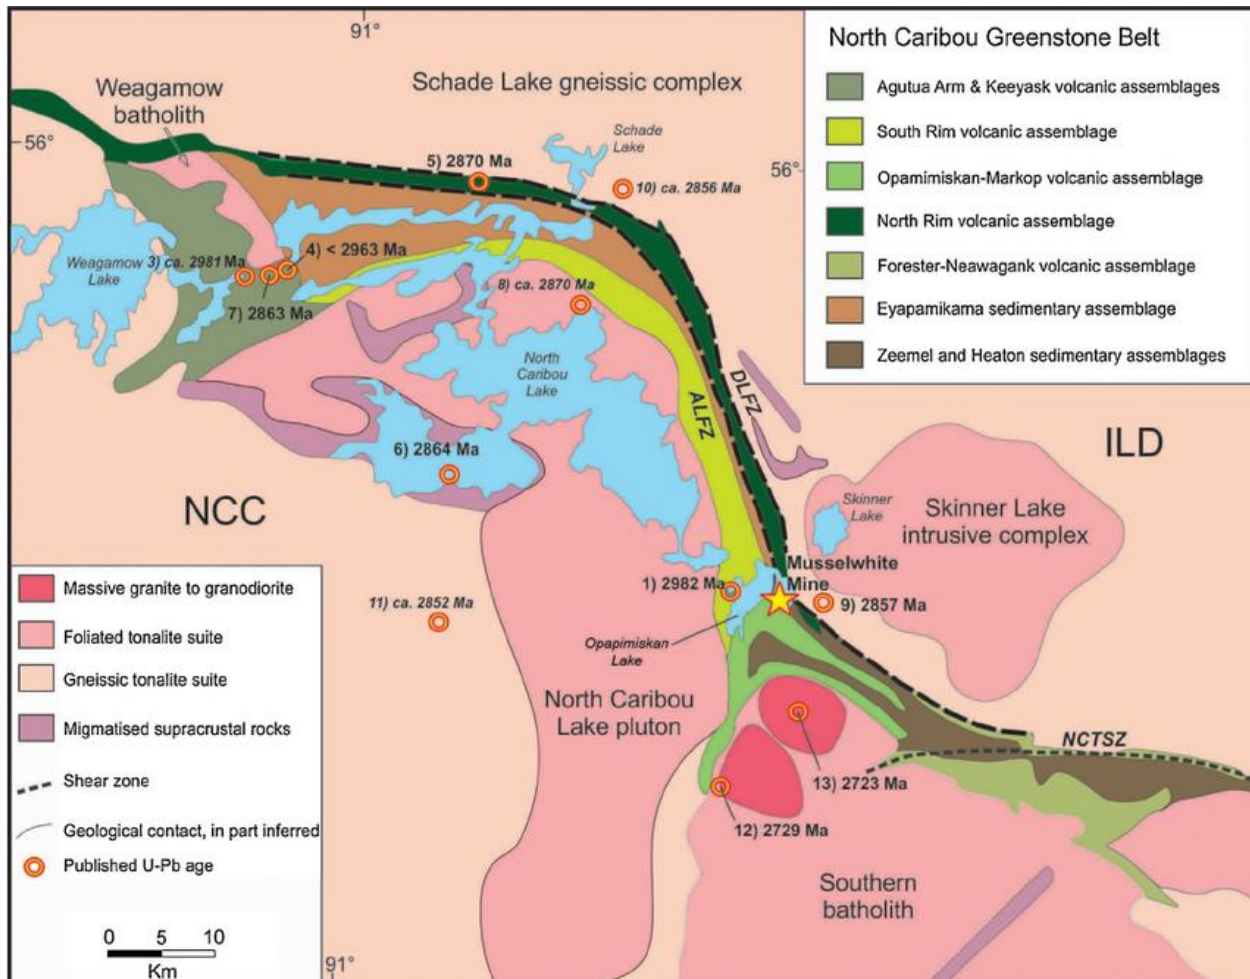 91°
Weagamow
batholith
Schade Lake gneissic complex
56°
Schade
Lake
5) 2870 Ma
56°
10) ca. 2856 Ma
Weagamow
Lake
3) ca. 2981 Ma
4) < 2963 Ma
7) 2863 Ma
8) ca. 2870 Ma
North
Caribou
Lake
ALFZ
DLFZ
6) 2864 Ma
NCC
ILD
Skinner
Lake
Skinner Lake
intrusive complex
Musselwhite
Mine
1) 2982 Ma
9) 2857 Ma
11) ca. 2852 Ma
Opapimiskan
Lake
North Caribou
Lake pluton
NCTSZ
13) 2723 Ma
12) 2729 Ma
Southern
batholith
91°
North Caribou Greenstone Belt
Agutua Arm & Keeyask volcanic assemblages
South Rim volcanic assemblage
Opamimiskan-Markop volcanic assemblage
North Rim volcanic assemblage
Forester-Neawagank volcanic assemblage
Eyapamikama sedimentary assemblage
Zeemel and Heaton sedimentary assemblages
Massive granite to granodiorite
Foliated tonalite suite
Gneissic tonalite suite
Migmatised supracrustal rocks
Shear zone
Geological contact, in part inferred
Published U-Pb age
0 5 10
Km